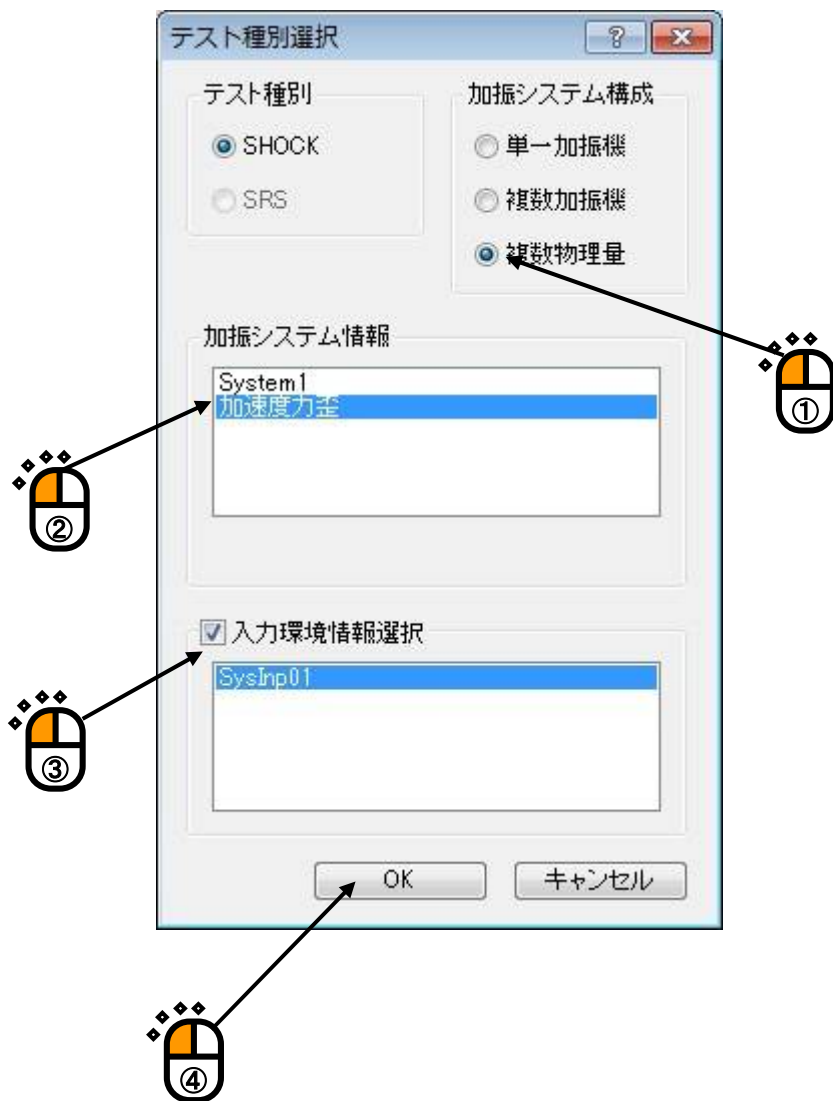 テスト種別選択
テスト種別
SHOCK
SRS
加振システム構成
単一加振機
複数加振機
複数物理量
①
加振システム情報
System1
加速度力歪
②
入力環境情報選択
SysInp01
③
OK
キャンセル
④